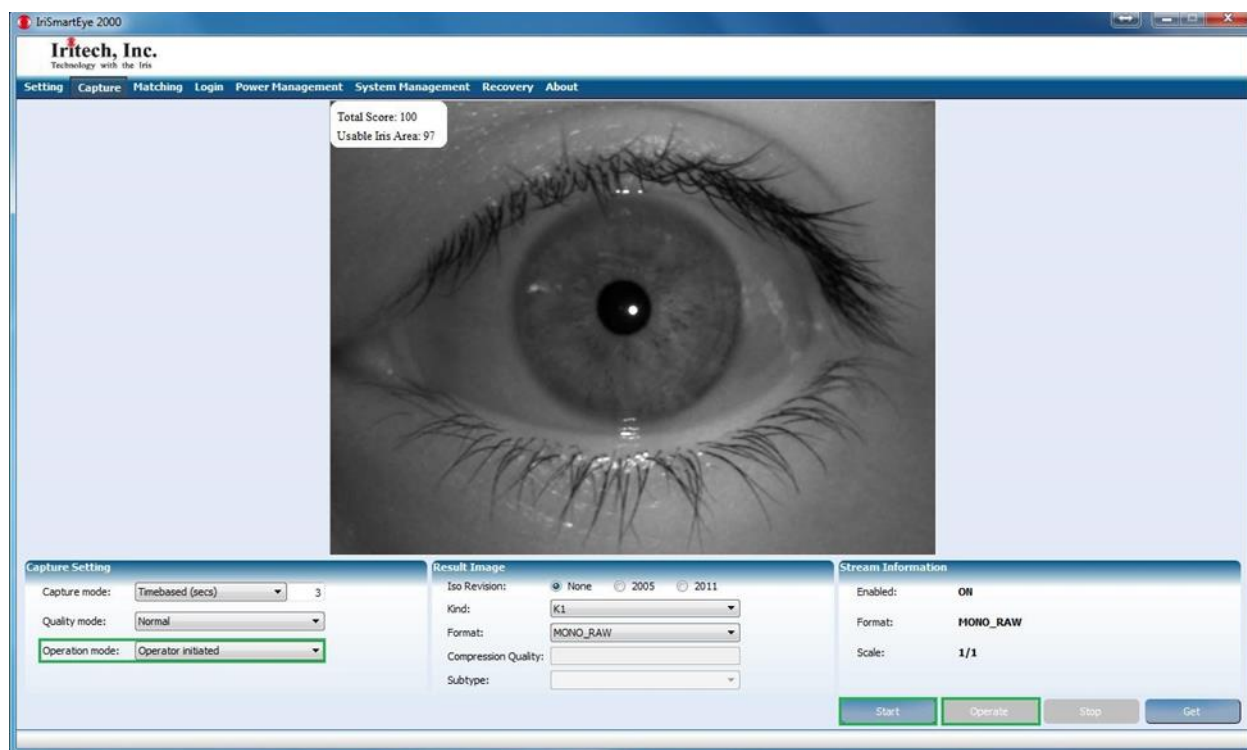 IriSmartEye 2000
Iritech, Inc.
Technology with the Iris
Setting Capture Matching Login Power Management System Management Recovery About
Total Score: 100
Usable Iris Area: 97
Capture Setting
Capture mode: Timebased (secs) 3
Quality mode: Normal
Operation mode: Operator initiated
Result Image
Iso Revision: None 2005 2011
Kind: K1
Format: MONO_RAW
Compression Quality:
Subtype:
Stream Information
Enabled: ON
Format: MONO_RAW
Scale: 1/1
Start Operate Stop Get